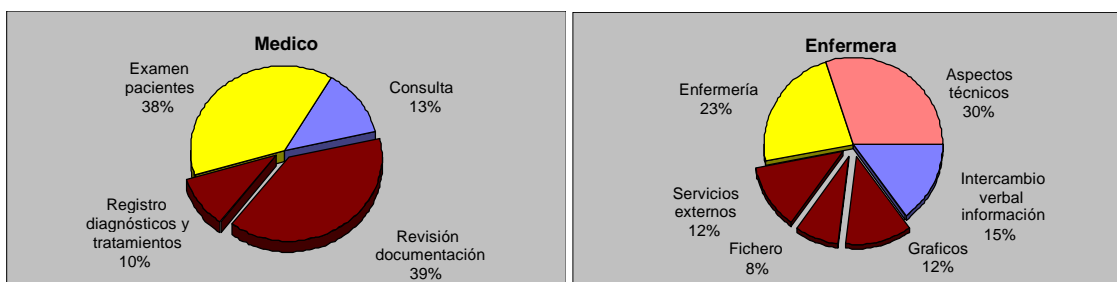 Medico
Examen
pacientes
38%
Consulta
13%
Registro
diagnósticos y
tratamientos
10%
Revisión
documentación
39%
Enfermera
Enfermería
23%
Aspectos
técnicos
30%
Servicios
externos
12%
Fichero
8%
Graficos
12%
Intercambio
verbal
información
15%